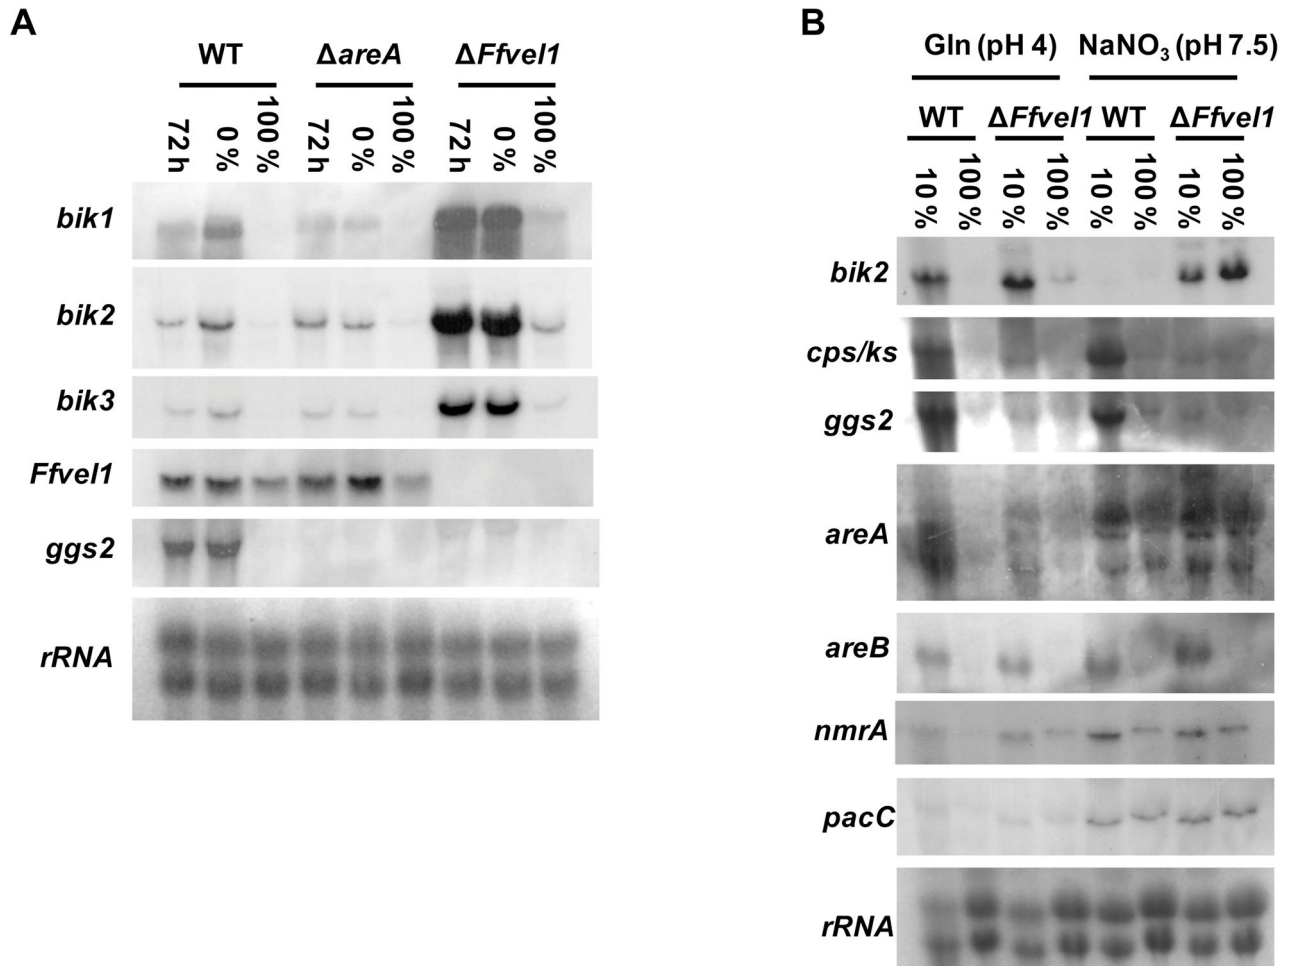 A
WT ΔareA ΔFfvel1
72 h 0 % 100 % 72 h 0 % 100 % 72 h 0 % 100 %
bik1
bik2
bik3
Ffvel1
ggs2
rRNA
B
Gln (pH 4) NaNO₃ (pH 7.5)
WT ΔFfvel1 WT ΔFfvel1
10 % 100 % 10 % 100 % 10 % 100 % 10 % 100 %
bik2
cps/ks
ggs2
areA
areB
nmrA
pacC
rRNA